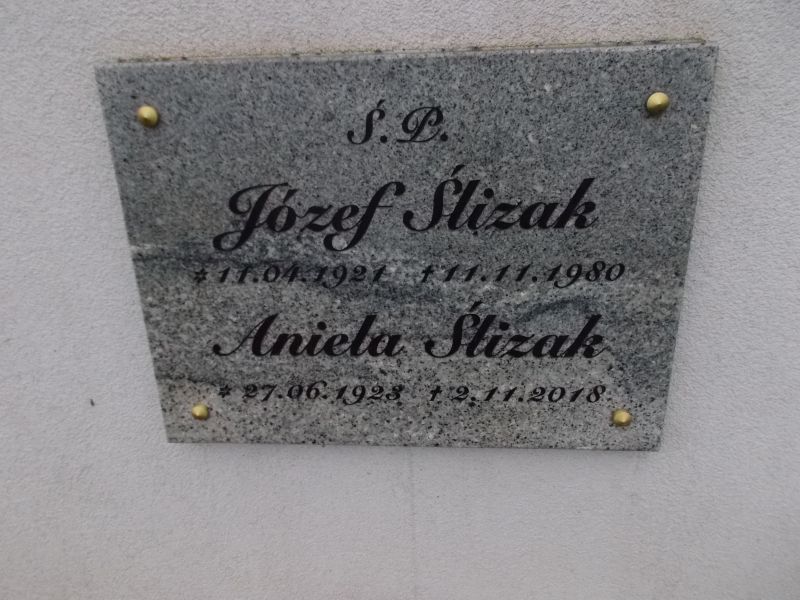 Ś.P.
Józef Ślizak
* 11.04.1921 † 11.11.1980
Aniela Ślizak
* 27.06.1923 † 2.11.2018